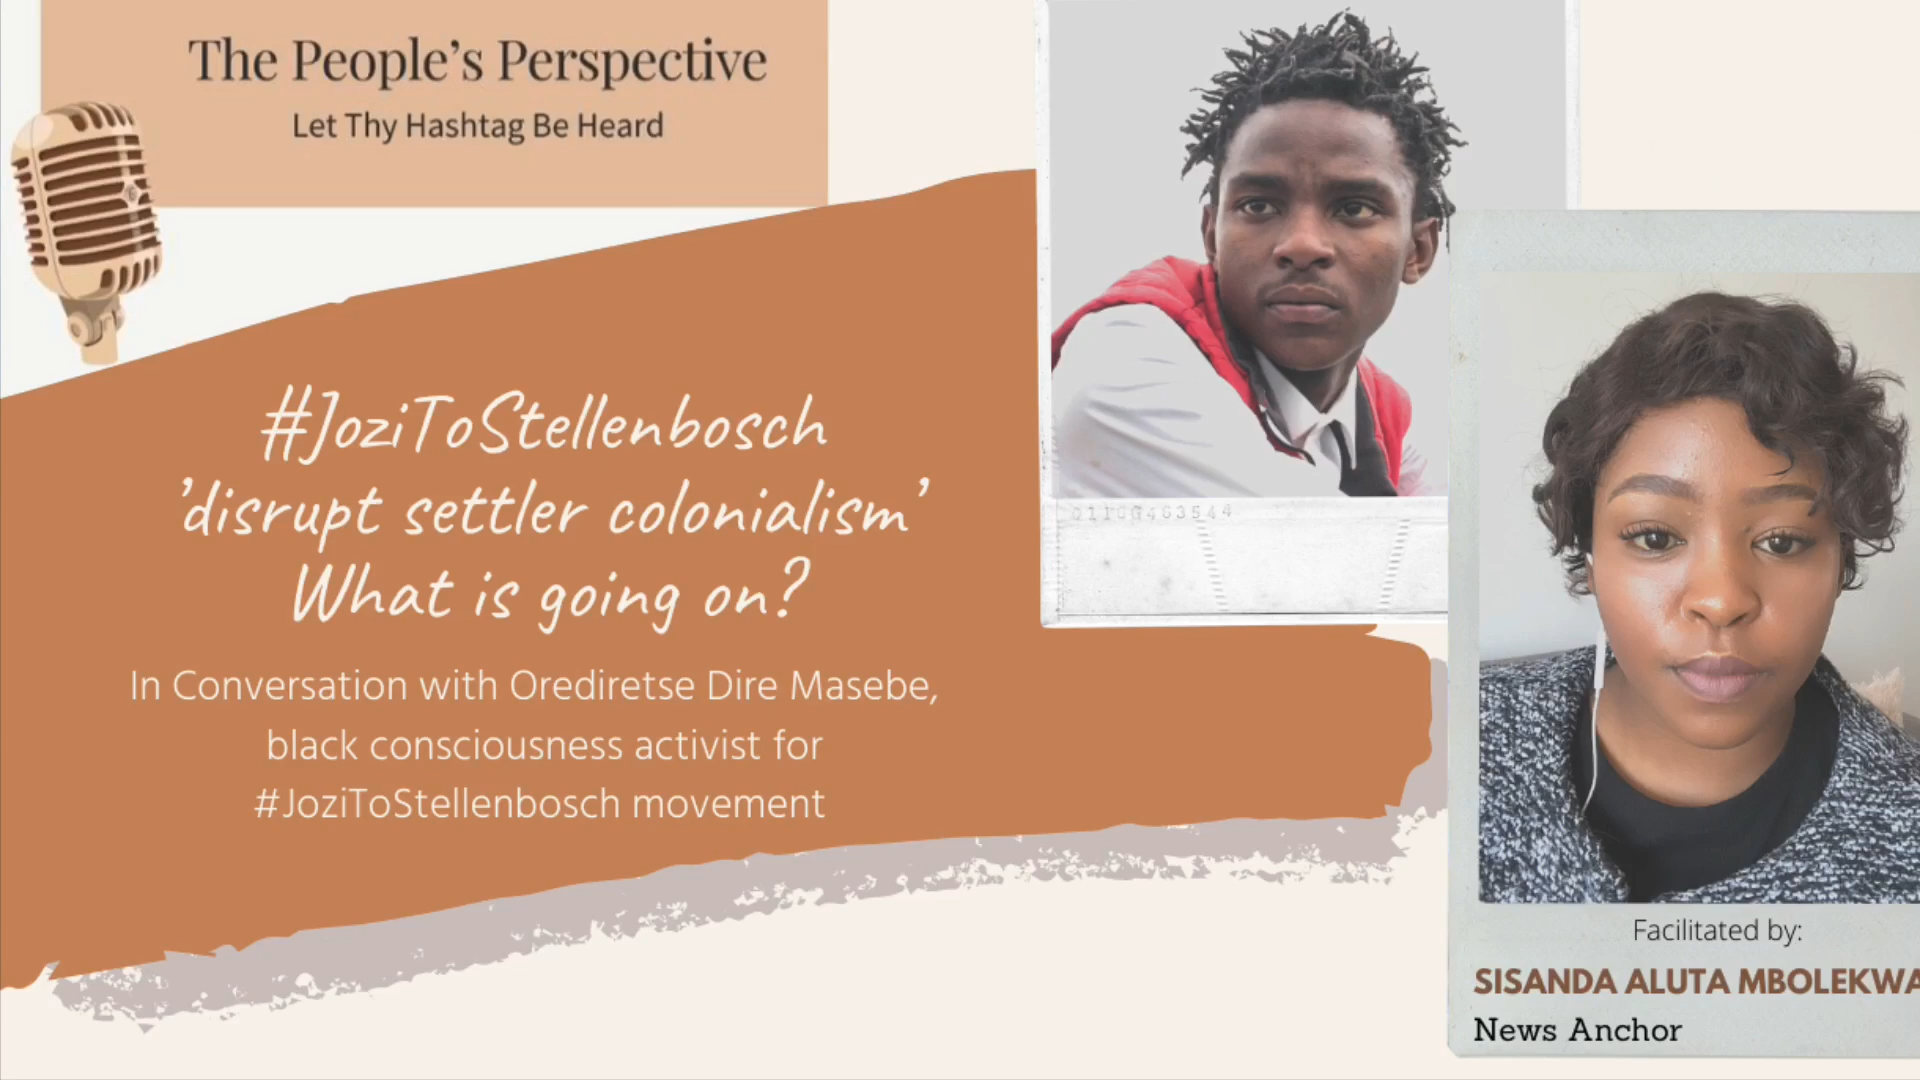 The People's Perspective
Let Thy Hashtag Be Heard
#JoziToStellenbosch
'disrupt settler colonialism'
What is going on?
In Conversation with Orediretse Dire Masebe,
black consciousness activist for
#JoziToStellenbosch movement
Facilitated by:
SISANDA ALUTA MBOLEKWA
News Anchor